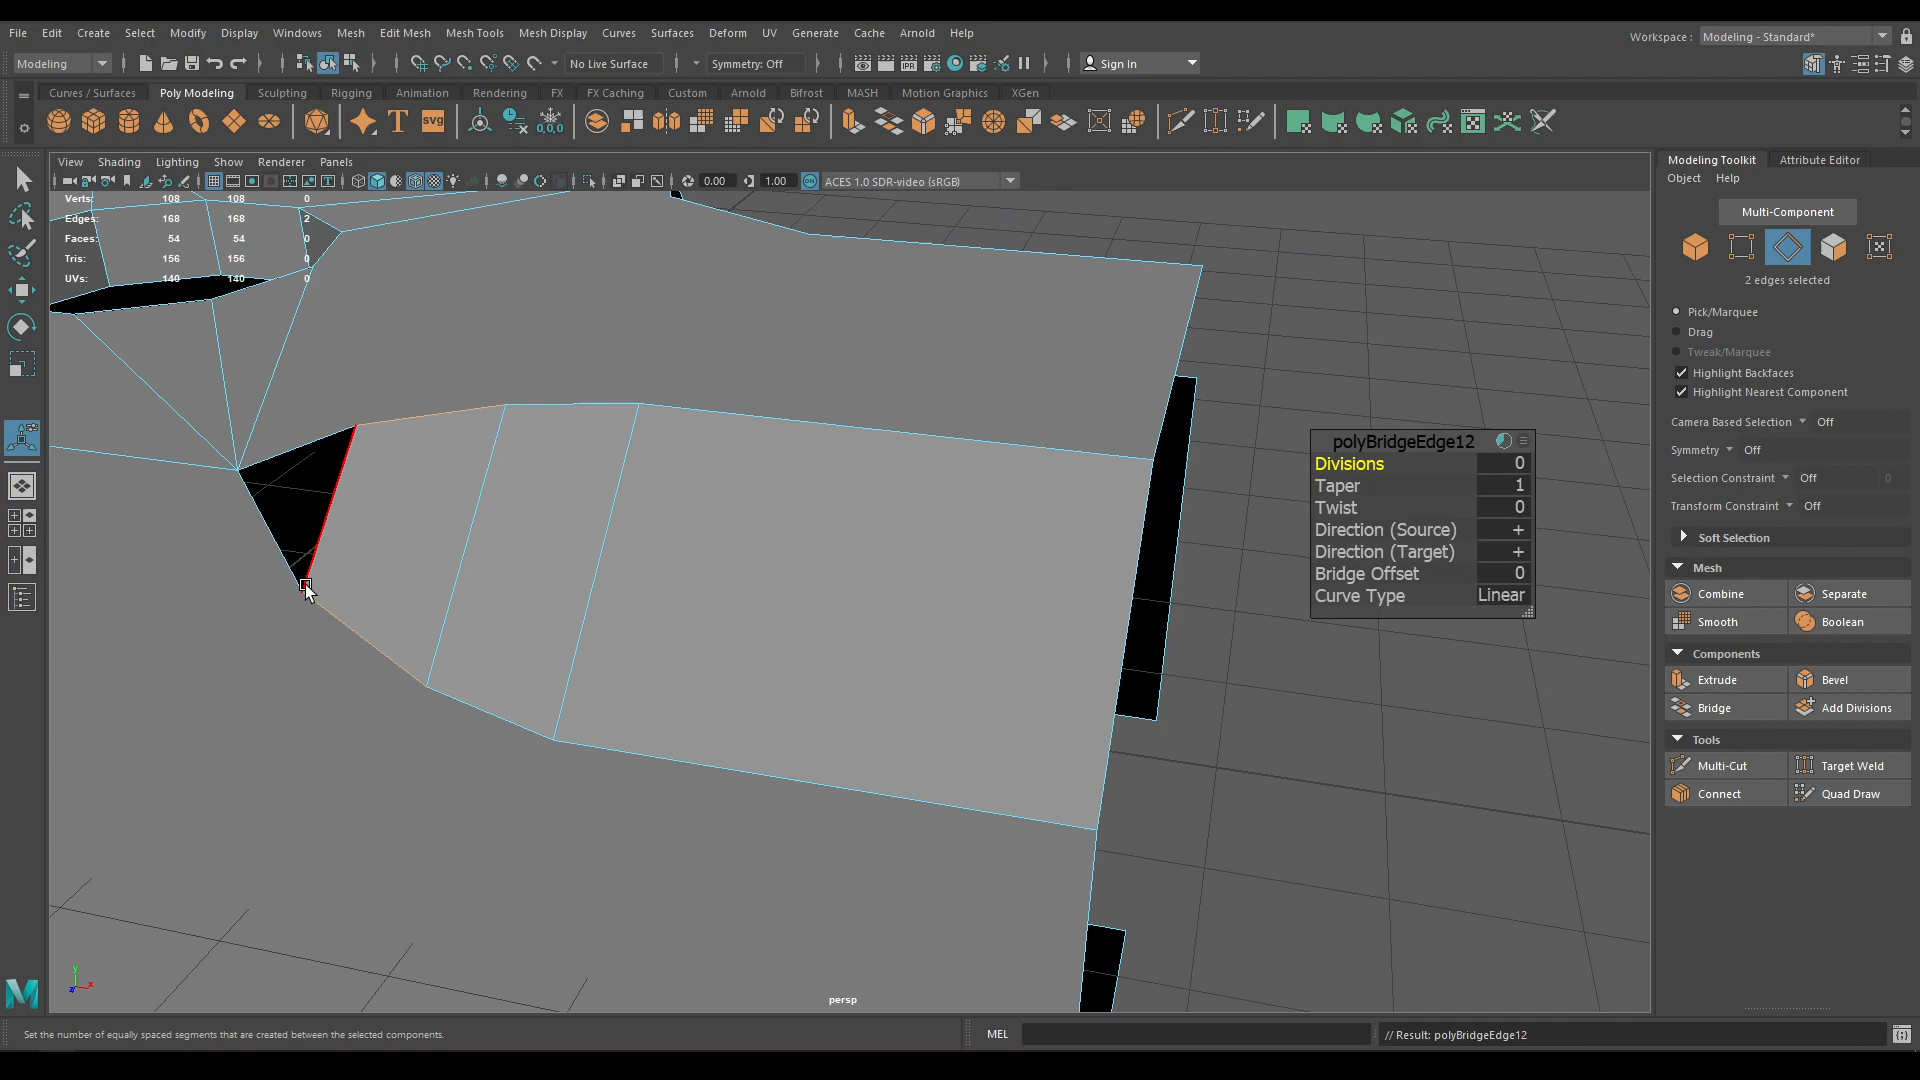 File Edit Create Select Modify Display Windows Mesh Edit Mesh Mesh Tools Mesh Display Curves Surfaces Deform UV Generate Cache Arnold Help
Workspace : Modeling - Standard*
Modeling No Live Surface Symmetry: Off Sign In
Curves / Surfaces Poly Modeling Sculpting Rigging Animation Rendering FX FX Caching Custom Arnold Bifrost MASH Motion Graphics XGen
T svg 0,0,0
IPR
View Shading Lighting Show Renderer Panels
0.00 1.00 ON ACES 1.0 SDR-video (sRGB)
Verts: 108 108 0
Edges: 168 168 2
Faces: 54 54 0
Tris: 156 156 0
UVs: 140 140 0
polyBridgeEdge12
Divisions 0
Taper 1
Twist 0
Direction (Source) +
Direction (Target) +
Bridge Offset 0
Curve Type Linear
y
x
z
persp
Modeling Toolkit Attribute Editor
Object Help
Multi-Component
2 edges selected
Pick/Marquee
Drag
Tweak/Marquee
Highlight Backfaces
Highlight Nearest Component
Camera Based Selection Off
Symmetry Off
Selection Constraint Off 0
Transform Constraint Off
Soft Selection
Mesh
Combine Separate
Smooth Boolean
Components
Extrude Bevel
Bridge Add Divisions
Tools
Multi-Cut Target Weld
Connect Quad Draw
M
Set the number of equally spaced segments that are created between the selected components.
MEL
// Result: polyBridgeEdge12